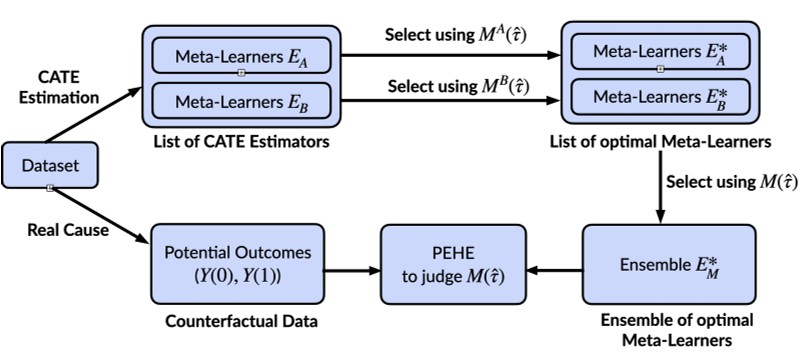 CATE
Estimation
Meta-Learners E_A
Meta-Learners E_B
List of CATE Estimators
Select using M^A(τ̂)
Select using M^B(τ̂)
Meta-Learners E*_A
Meta-Learners E*_B
List of optimal Meta-Learners
Dataset
Select using M(τ̂)
Real Cause
Potential Outcomes
(Y(0), Y(1))
Counterfactual Data
PEHE
to judge M(τ̂)
Ensemble E*_M
Ensemble of optimal
Meta-Learners